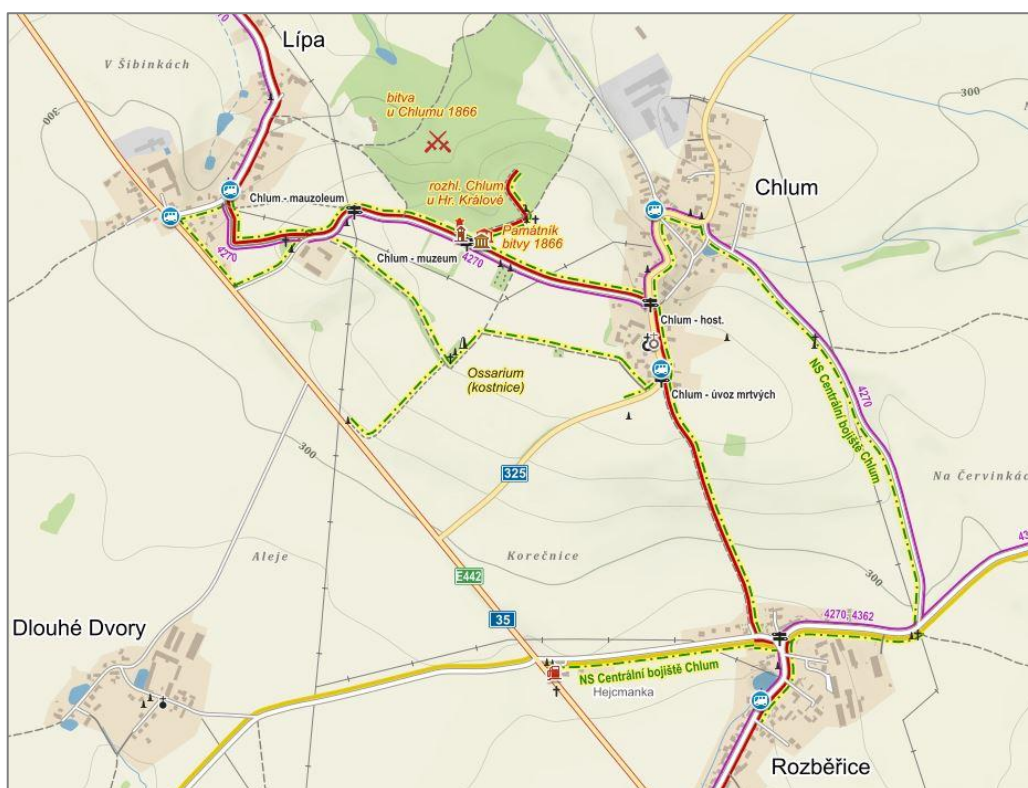 4270
Lípa
V Šibinkách
300
bitva
u Chlumu 1866
300
rozhl. Chlum
u Hr. Králové
Chlum
Chlum - mauzoleum
Památník
bitvy 1866
4270
Chlum - muzeum
4270
Chlum - host.
Ossarium
(kostnice)
Chlum - úvoz mrtvých
4270
NS Centrální bojiště Chlum
300
325
Na Červinkác
Aleje
Korečnice
E442
300
35
4270, 4362
Dlouhé Dvory
NS Centrální bojiště Chlum
Hejcmanka
Rozběřice